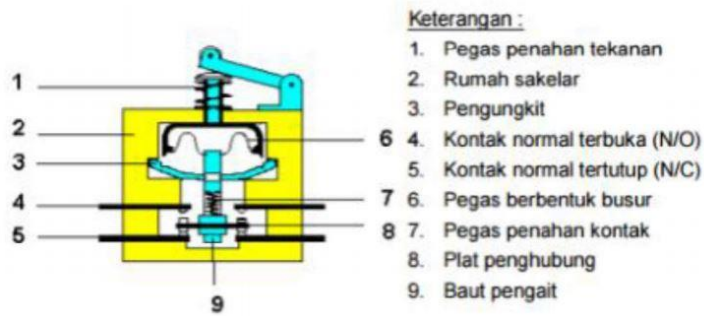 Keterangan :
1. Pegas penahan tekanan
2. Rumah sakelar
3. Pengungkit
4. Kontak normal terbuka (N/O)
5. Kontak normal tertutup (N/C)
6. Pegas berbentuk busur
7. Pegas penahan kontak
8. Plat penghubung
9. Baut pengait
1
2
3
4
5
6
7
8
9